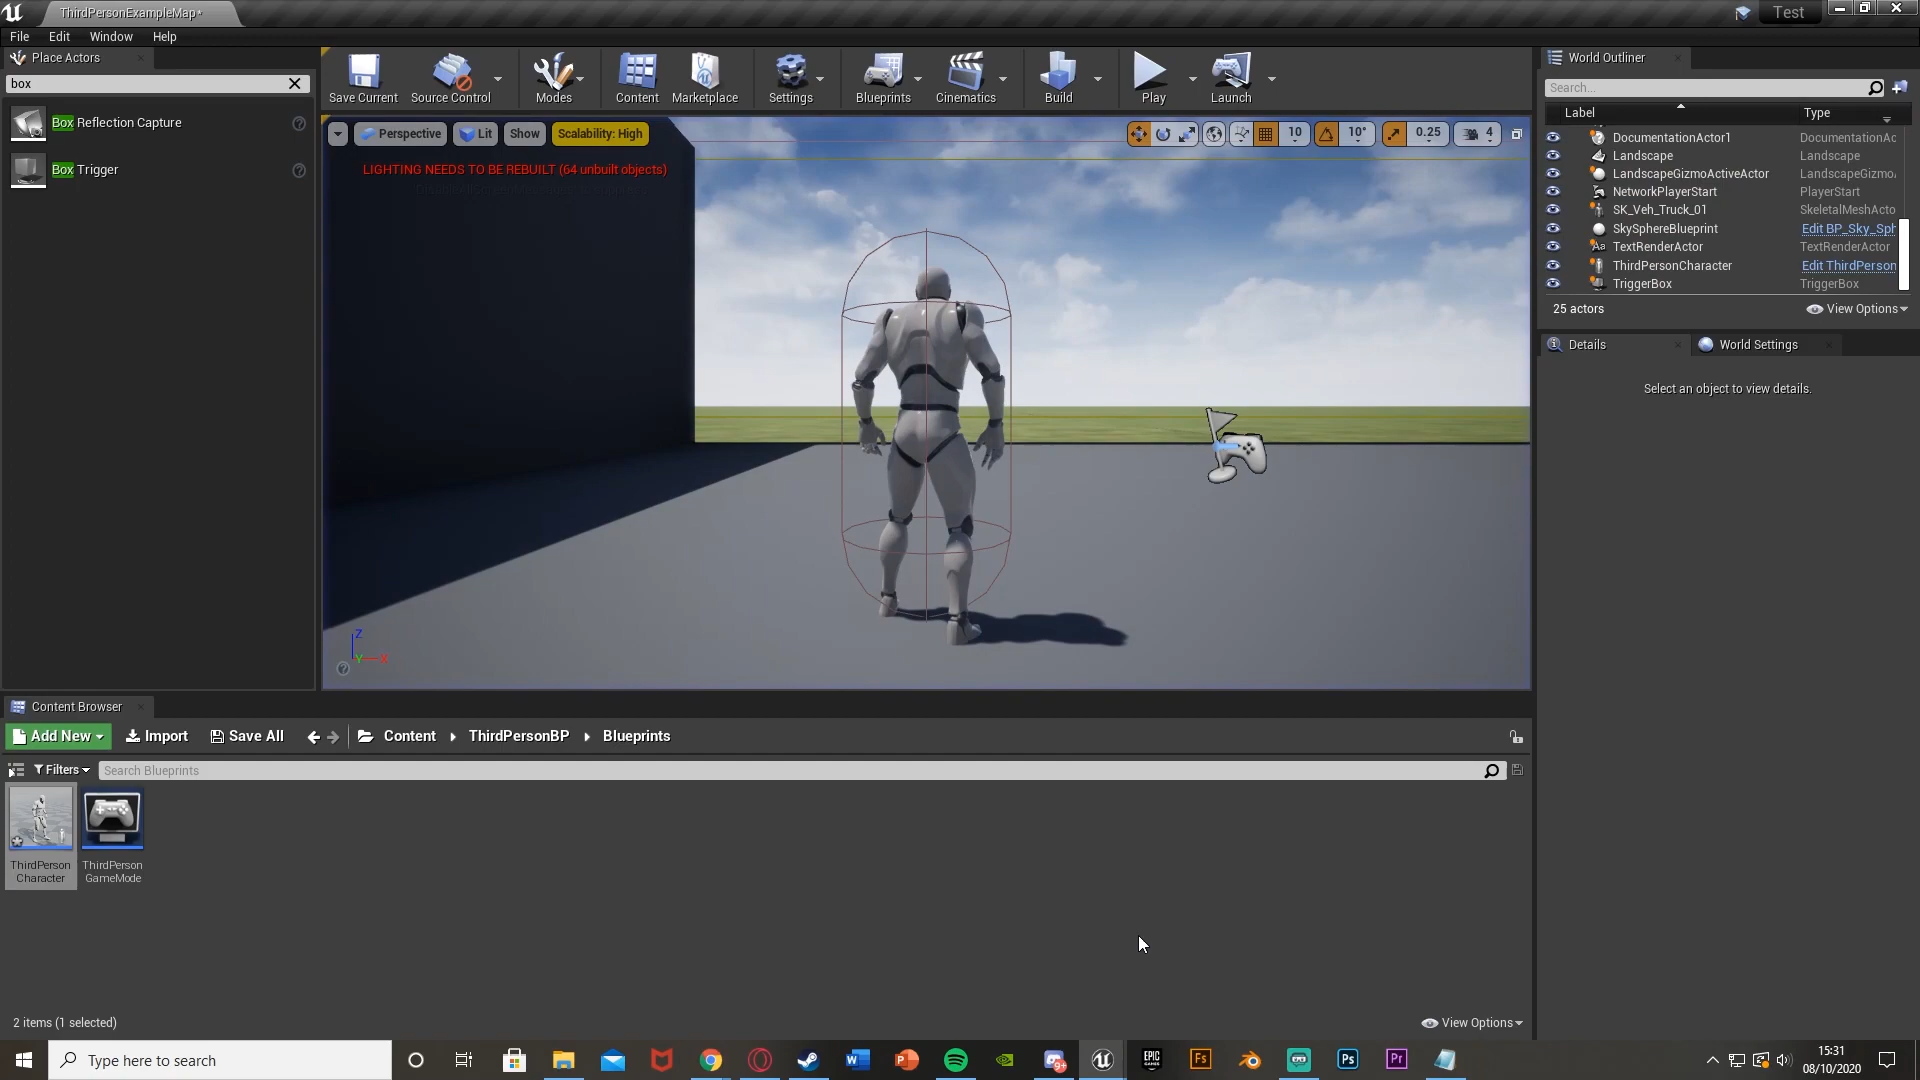 ThirdPersonExampleMap*
Test
File Edit Window Help
Place Actors
box
Box Reflection Capture
Box Trigger
Save Current
Source Control
Modes
Content
Marketplace
Settings
Blueprints
Cinematics
Build
Play
Launch
Perspective
Lit
Show
Scalability: High
10
10°
0.25
4
LIGHTING NEEDS TO BE REBUILT (64 unbuilt objects)
Z
Y
X
World Outliner
Search...
Label Type
DocumentationActor1 DocumentationAc
Landscape Landscape
LandscapeGizmoActiveActor LandscapeGizmoA
NetworkPlayerStart PlayerStart
SK_Veh_Truck_01 SkeletalMeshActo
SkySphereBlueprint Edit BP_Sky_Sph
TextRenderActor TextRenderActor
ThirdPersonCharacter Edit ThirdPerson
TriggerBox TriggerBox
25 actors
View Options
Details
World Settings
Select an object to view details.
Content Browser
Add New
Import
Save All
Content
ThirdPersonBP
Blueprints
Filters
Search Blueprints
ThirdPerson
Character
ThirdPerson
GameMode
2 items (1 selected)
View Options
Type here to search
9+
EPIC
GAMES
Fs
Ps
Pr
15:31
08/10/2020